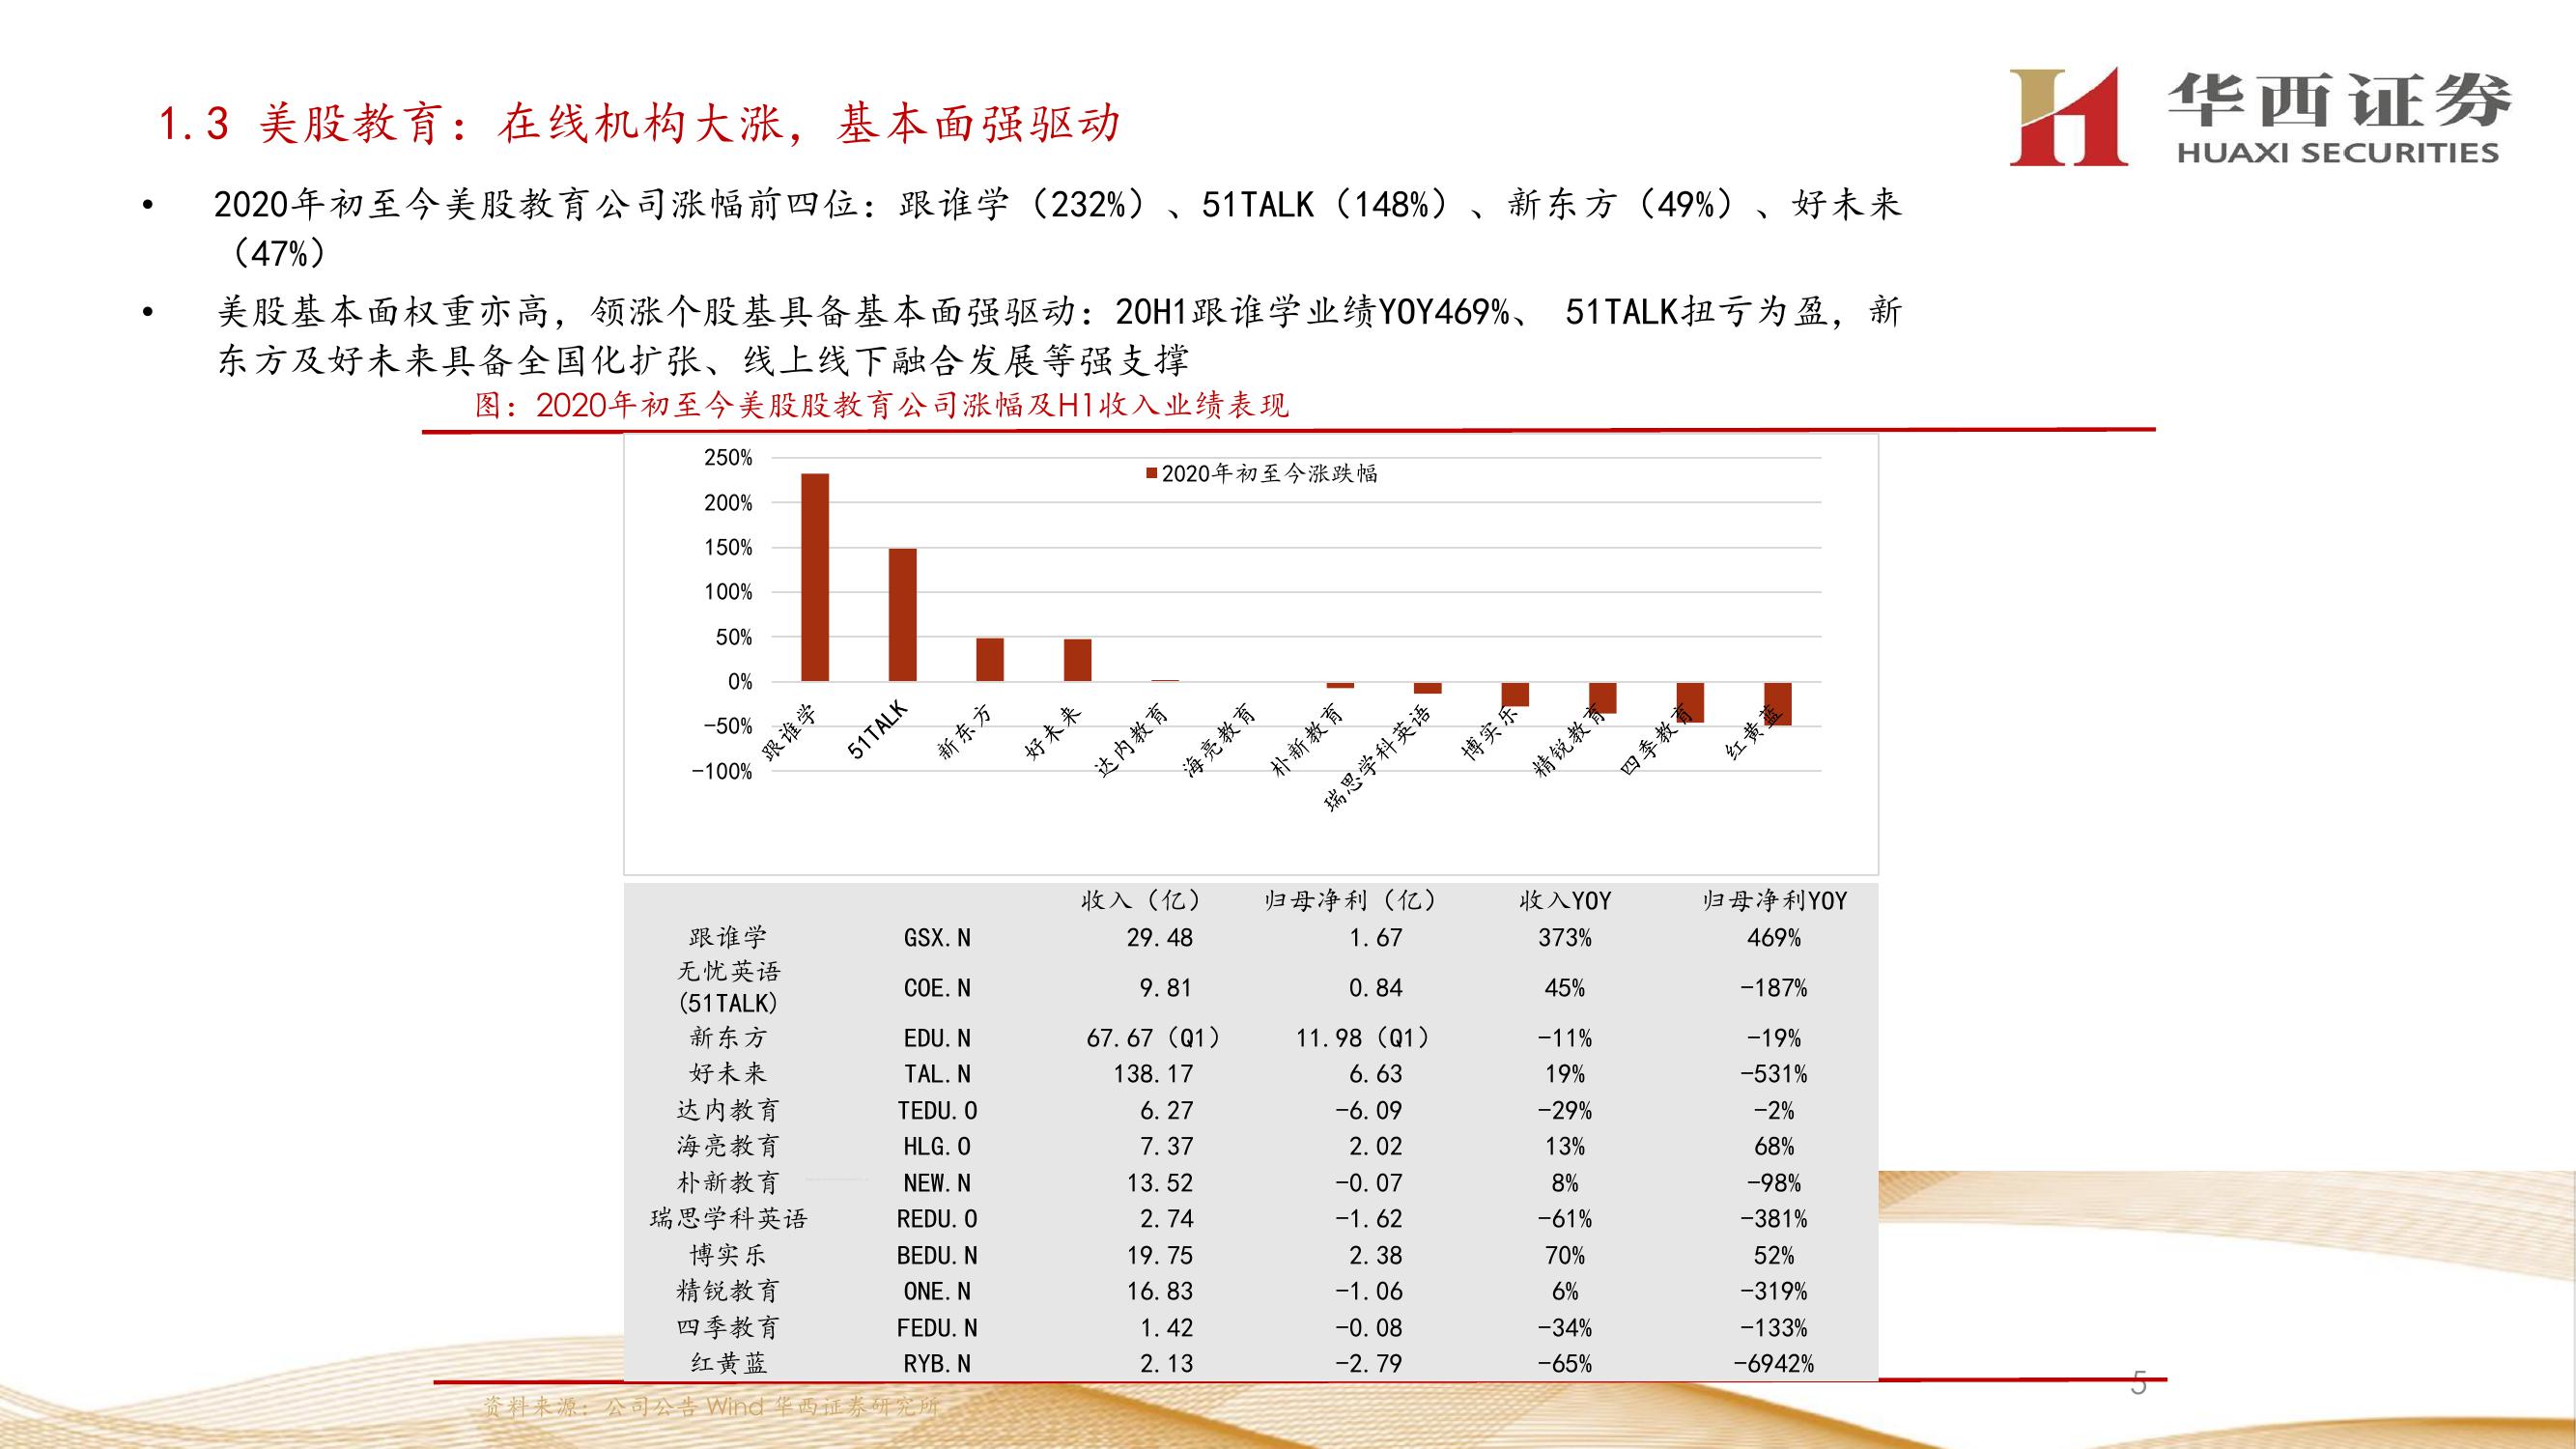 1.3 美股教育：在线机构大涨，基本面强驱动
华西证券
HUAXI SECURITIES
• 2020年初至今美股教育公司涨幅前四位：跟谁学（232%）、51TALK（148%）、新东方（49%）、好未来
（47%）
• 美股基本面权重亦高，领涨个股基具备基本面强驱动：20H1跟谁学业绩YOY469%、 51TALK扭亏为盈，新
东方及好未来具备全国化扩张、线上线下融合发展等强支撑
图：2020年初至今美股股教育公司涨幅及H1收入业绩表现
2020年初至今涨跌幅
250%
200%
150%
100%
50%
0%
-50%
-100%
跟谁学
51TALK
新东方
好未来
达内教育
海亮教育
朴新教育
瑞思学科英语
博实乐
精锐教育
四季教育
红黄蓝
收入（亿） 归母净利（亿） 收入YOY 归母净利YOY
跟谁学 GSX.N 29.48 1.67 373% 469%
无忧英语
(51TALK) COE.N 9.81 0.84 45% -187%
新东方 EDU.N 67.67（Q1） 11.98（Q1） -11% -19%
好未来 TAL.N 138.17 6.63 19% -531%
达内教育 TEDU.O 6.27 -6.09 -29% -2%
海亮教育 HLG.O 7.37 2.02 13% 68%
朴新教育 NEW.N 13.52 -0.07 8% -98%
瑞思学科英语 REDU.O 2.74 -1.62 -61% -381%
博实乐 BEDU.N 19.75 2.38 70% 52%
精锐教育 ONE.N 16.83 -1.06 6% -319%
四季教育 FEDU.N 1.42 -0.08 -34% -133%
红黄蓝 RYB.N 2.13 -2.79 -65% -6942%
资料来源：公司公告 Wind 华西证券研究所
5